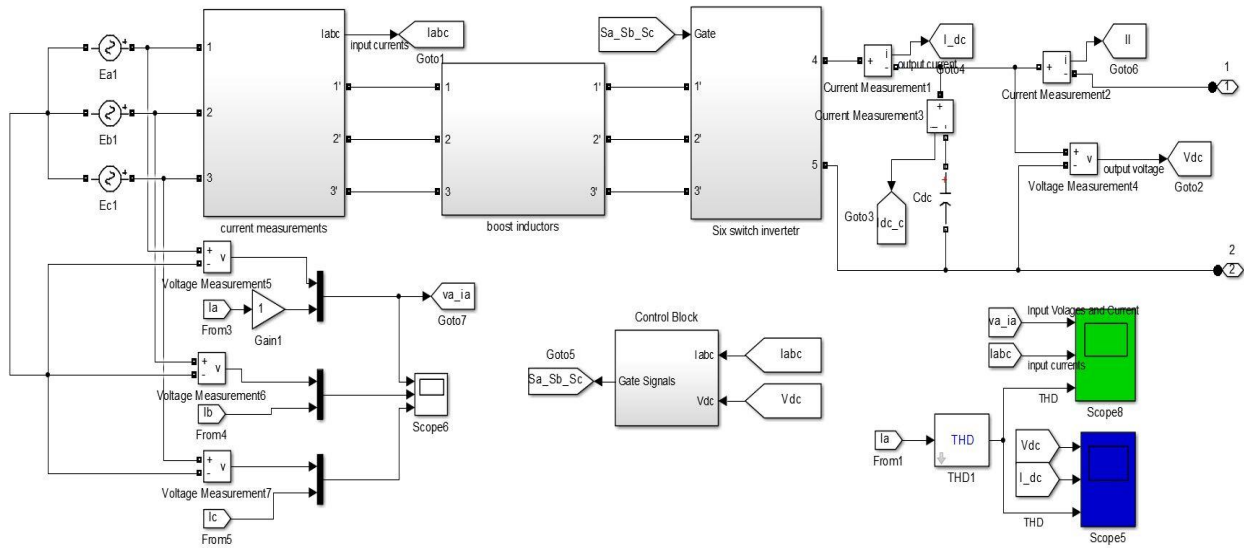 Ea1
Eb1
Ec1
1
2
3
Iabc
1'
2'
3'
current measurements
input currents
Iabc
Goto1
1
2
3
1'
2'
3'
boost inductors
Sa_Sb_Sc
Gate
1'
2'
3'
4
5
Six switch invertetr
+
i
-
output current
Current Measurement1
I_dc
Goto4
+
i
-
Current Measurement2
Il
Goto6
1
1
+
i
-
Current Measurement3
Idc_c
Goto3
+
Cdc
+
-
v
output voltage
Voltage Measurement4
Vdc
Goto2
2
2
+
-
v
Voltage Measurement5
Ia
From3
1
Gain1
va_ia
Goto7
+
-
v
Voltage Measurement6
Ib
From4
+
-
v
Voltage Measurement7
Ic
From5
Scope6
Control Block
Goto5
Sa_Sb_Sc
Gate Signals
Iabc
Vdc
Iabc
Vdc
Input Volages and Current
va_ia
Iabc
input currents
THD
Scope8
Ia
From1
THD
THD1
Vdc
I_dc
THD
Scope5